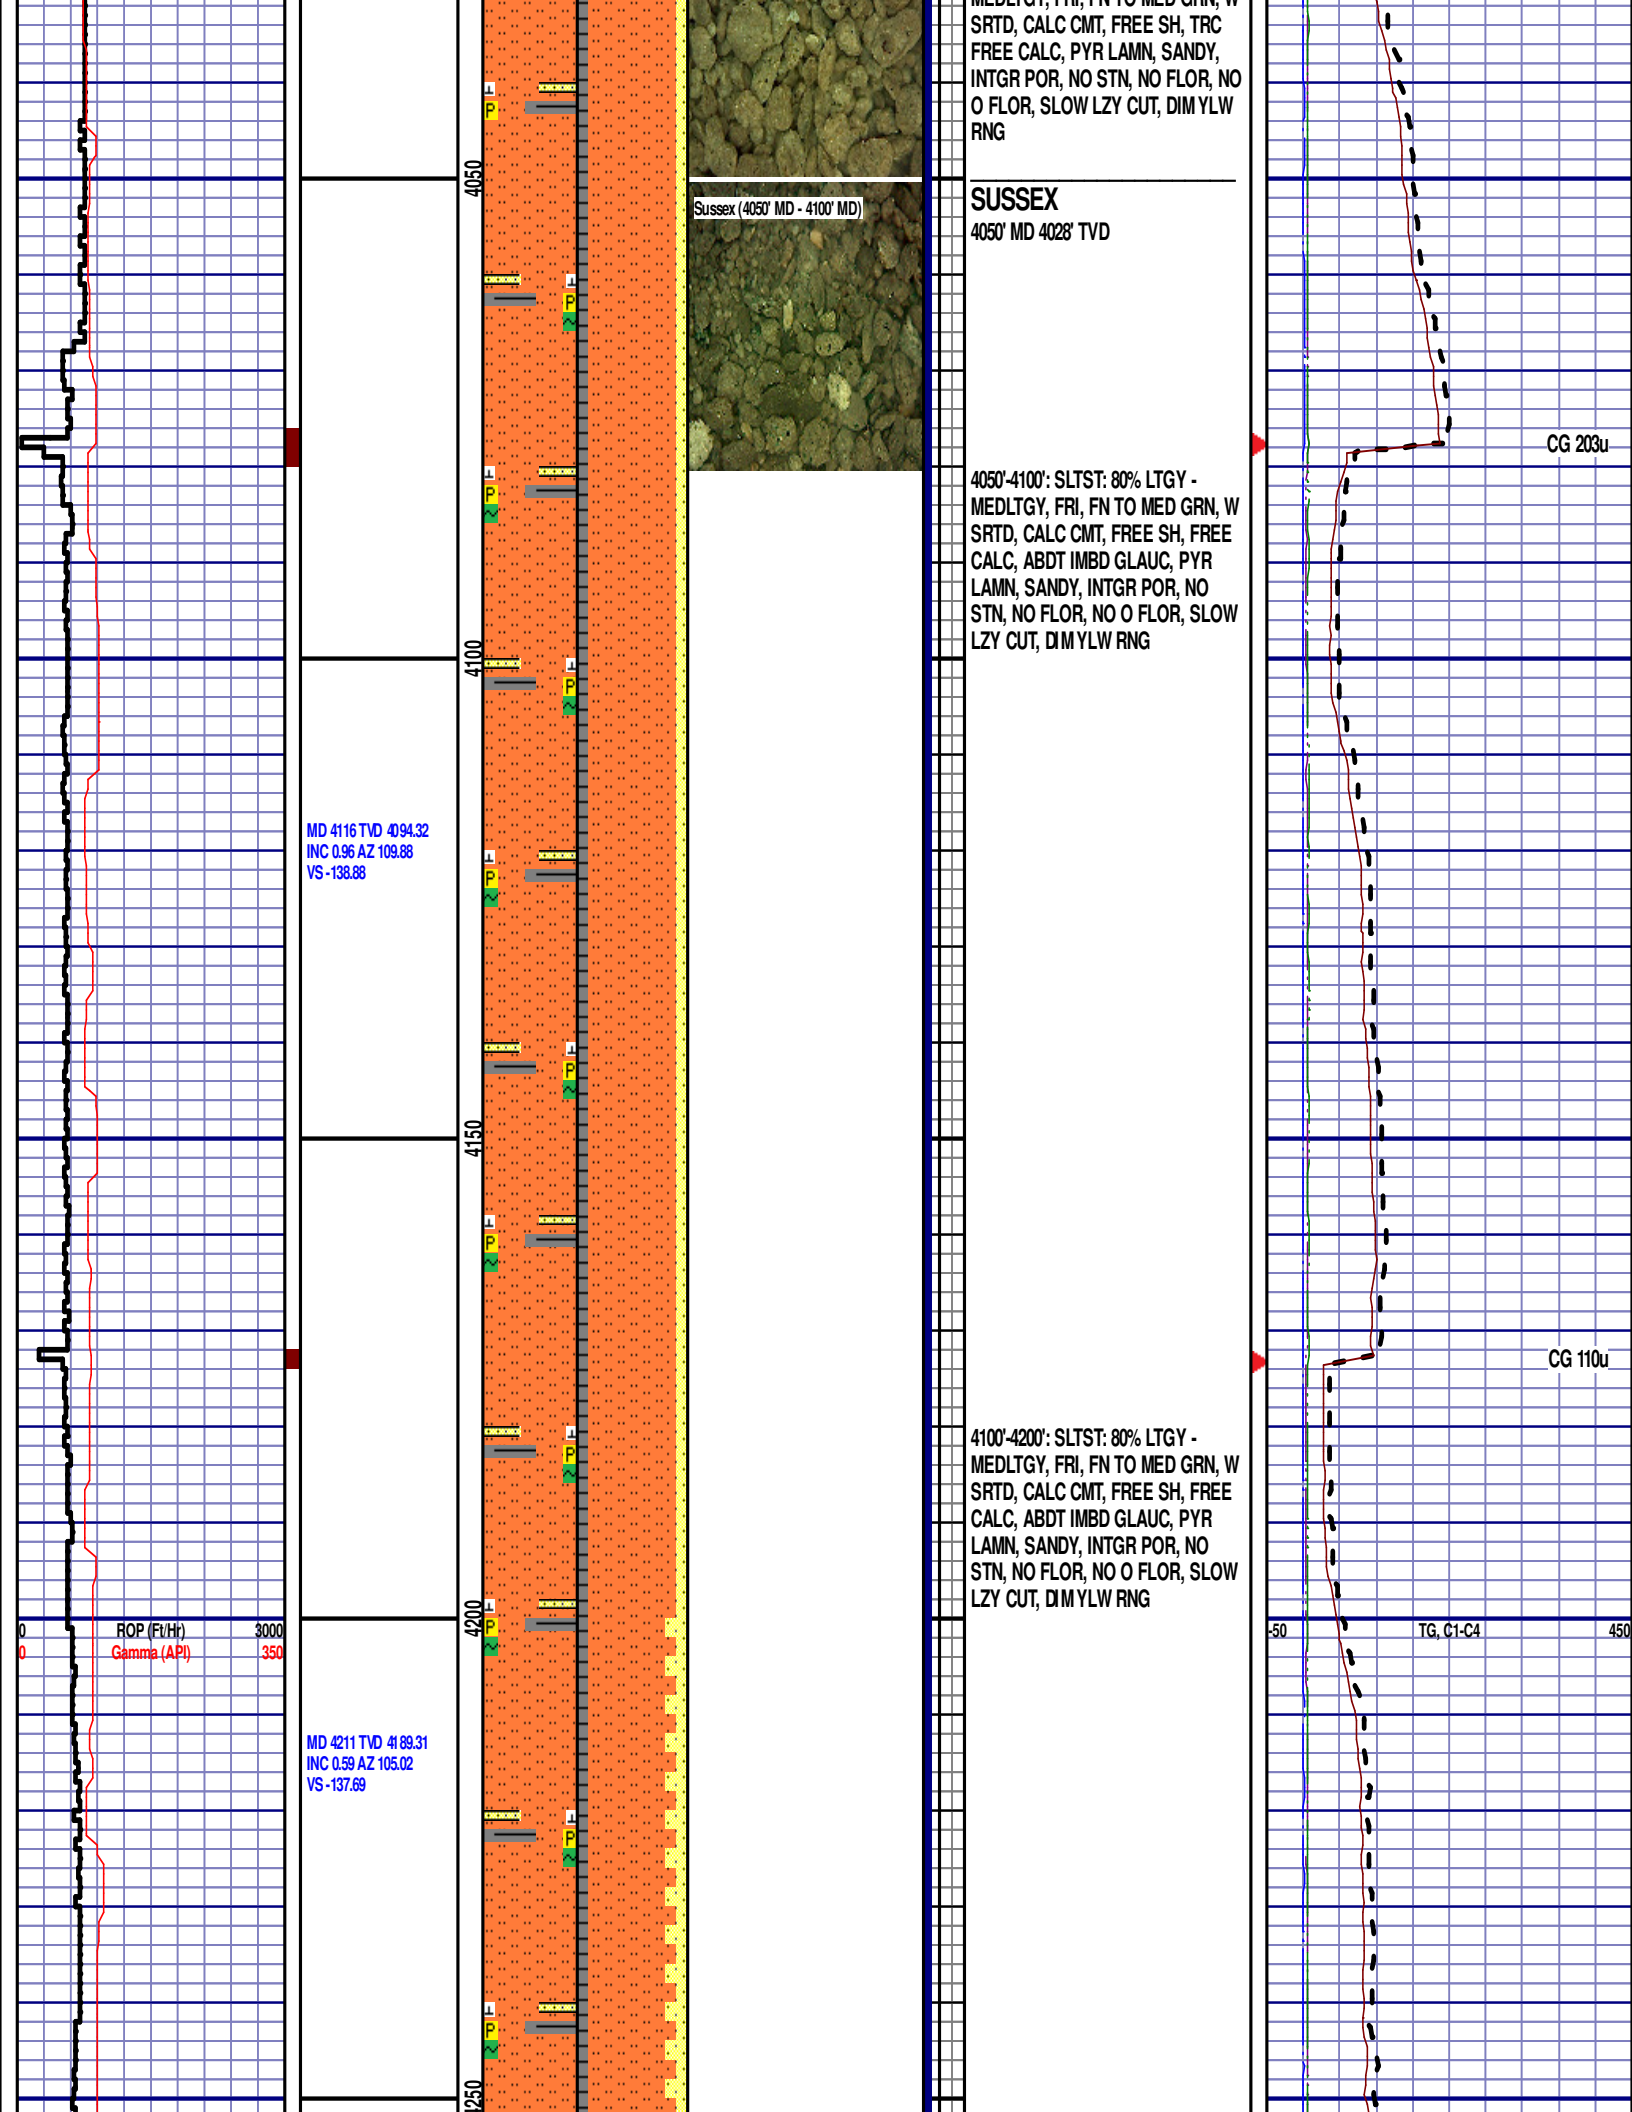 MEDLTGY, FRI, FN TO MED GRN, W
SRTD, CALC CMT, FREE SH, TRC
FREE CALC, PYR LAMN, SANDY,
INTGR POR, NO STN, NO FLOR, NO
O FLOR, SLOW LZY CUT, DIM YLW
RNG
P
4050
SUSSEX
4050' MD 4028' TVD
Sussex (4050' MD - 4100' MD)
P
CG 203u
4050'-4100': SLTST: 80% LTGY -
MEDLTGY, FRI, FN TO MED GRN, W
SRTD, CALC CMT, FREE SH, FREE
CALC, ABDT IMBD GLAUC, PYR
LAMN, SANDY, INTGR POR, NO
STN, NO FLOR, NO O FLOR, SLOW
LZY CUT, DIM YLW RNG
P
4100
P
MD 4116 TVD 4094.32
INC 0.96 AZ 109.88
VS -138.88
P
P
4150
P
CG 110u
4100'-4200': SLTST: 80% LTGY -
MEDLTGY, FRI, FN TO MED GRN, W
SRTD, CALC CMT, FREE SH, FREE
CALC, ABDT IMBD GLAUC, PYR
LAMN, SANDY, INTGR POR, NO
STN, NO FLOR, NO O FLOR, SLOW
LZY CUT, DIM YLW RNG
P
4200
0 ROP (Ft/Hr) 3000
0 Gamma (API) 350
P
-50 TG, C1-C4 450
MD 4211 TVD 4189.31
INC 0.59 AZ 105.02
VS -137.69
P
P
4250